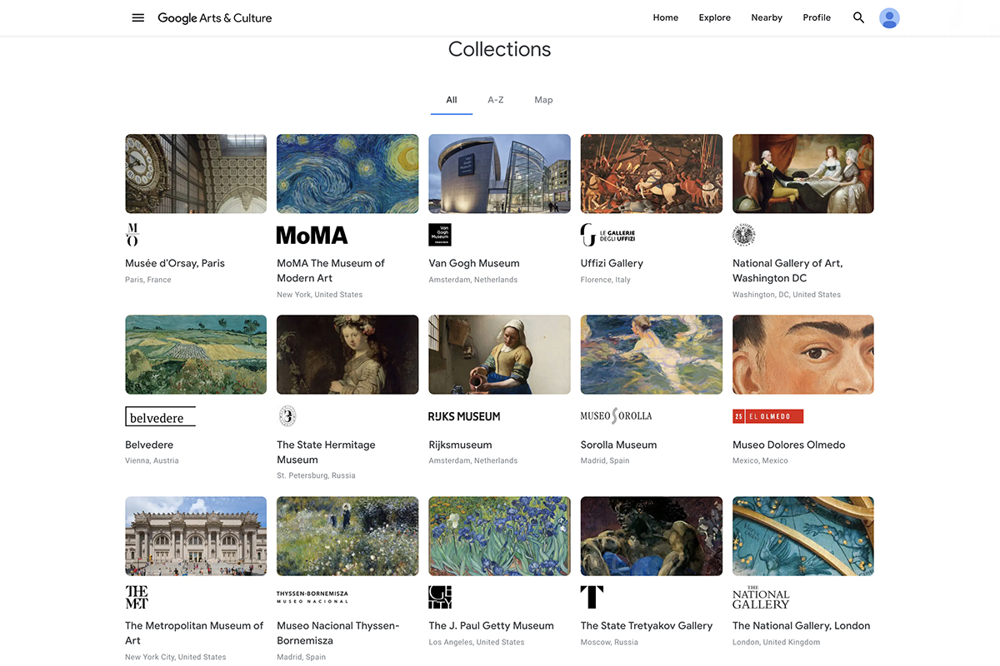 Google Arts & Culture
Home
Explore
Nearby
Profile
Collections
All
A-Z
Map
M
O
MoMA
Van
Gogh
Museum
LE GALLERIE
DEGLI UFFIZI
Musée d'Orsay, Paris
Paris, France
MoMA The Museum of
Modern Art
New York, United States
Van Gogh Museum
Amsterdam, Netherlands
Uffizi Gallery
Florence, Italy
National Gallery of Art,
Washington DC
Washington, DC, United States
belvedere
RIJKS MUSEUM
MUSEO SOROLLA
25 EL OLMEDO
Belvedere
Vienna, Austria
The State Hermitage
Museum
St. Petersburg, Russia
Rijksmuseum
Amsterdam, Netherlands
Sorolla Museum
Madrid, Spain
Museo Dolores Olmedo
Mexico, Mexico
THE
MET
THYSSEN-BORNEMISZA
MUSEO NACIONAL
GETTY
T
THE
NATIONAL
GALLERY
The Metropolitan Museum of
Art
New York City, United States
Museo Nacional Thyssen-
Bornemisza
Madrid, Spain
The J. Paul Getty Museum
Los Angeles, United States
The State Tretyakov Gallery
Moscow, Russia
The National Gallery, London
London, United Kingdom